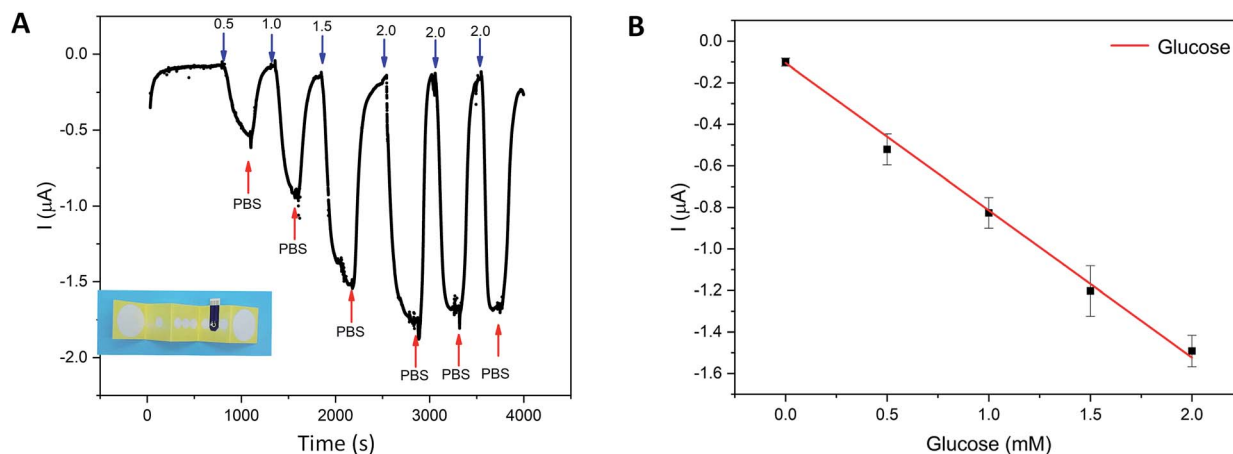 A
0.5 1.0 1.5 2.0 2.0 2.0
0.0
-0.5
-1.0
-1.5
-2.0
I (μA)
PBS
PBS
PBS
PBS PBS PBS
0 1000 2000 3000 4000
Time (s)
B
Glucose
0.0
-0.2
-0.4
-0.6
-0.8
-1.0
-1.2
-1.4
-1.6
I (μA)
0.0 0.5 1.0 1.5 2.0
Glucose (mM)